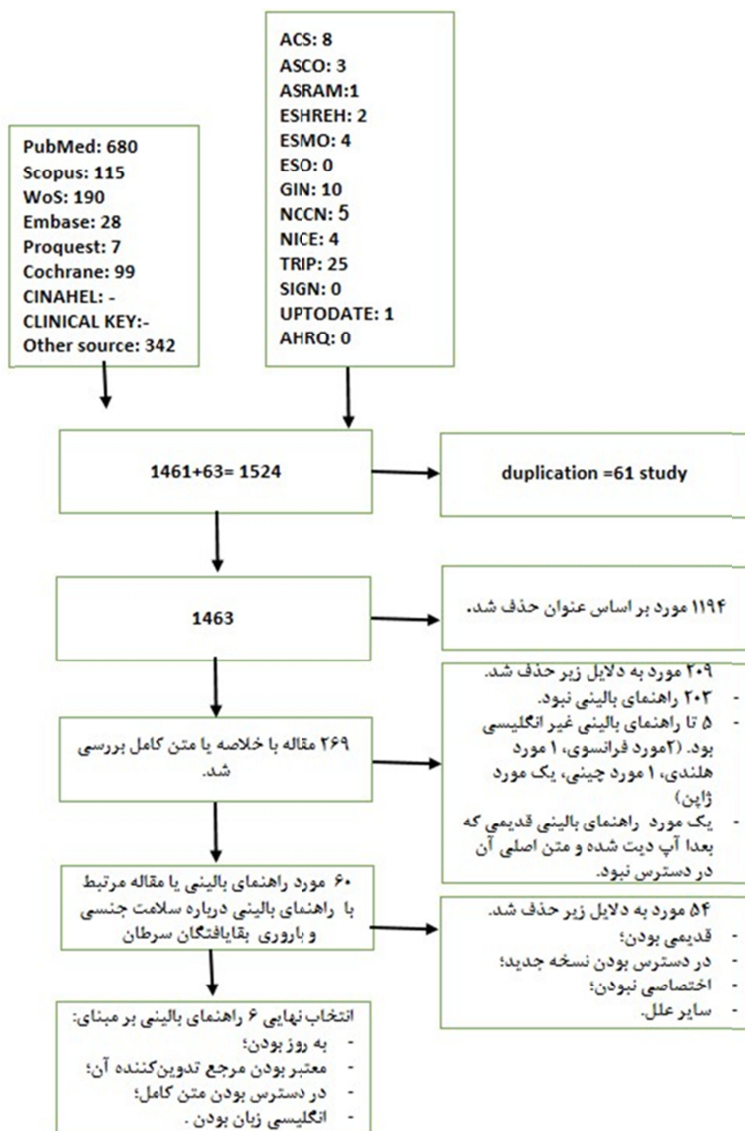 PubMed: 680
Scopus: 115
WoS: 190
Embase: 28
Proquest: 7
Cochrane: 99
CINAHEL: -
CLINICAL KEY:-
Other source: 342
ACS: 8
ASCO: 3
ASRAM:1
ESHREH: 2
ESMO: 4
ESO: 0
GIN: 10
NCCN: 5
NICE: 4
TRIP: 25
SIGN: 0
UPTODATE: 1
AHRQ: 0
1461+63= 1524
duplication =61 study
1463
۱۱۹۴ مورد بر اساس عنوان حذف شد.
۲۶۹ مقاله با خلاصه یا متن کامل بررسی
شد.
۲۰۹ مورد به دلایل زیر حذف شد.
- ۲۰۳ راهنمای بالینی نبود.
- ۵ تا راهنمای بالینی غیر انگلیسی
بود. (۲مورد فرانسوی، ۱ مورد
هلندی، ۱ مورد چینی، یک مورد
ژاپن)
- یک مورد راهنمای بالینی قدیمی که
بعدا آپ دیت شده و متن اصلی آن
در دسترس نبود.
۶۰ مورد راهنمای بالینی یا مقاله مرتبط
با راهنمای بالینی درباره سلامت جنسی
و باروری بقایافتگان سرطان
۵۴ مورد به دلایل زیر حذف شد.
- قدیمی بودن؛
- در دسترس بودن نسخه جدید؛
- اختصاصی نبودن؛
- سایر علل.
انتخاب نهایی ۶ راهنمای بالینی بر مبنای:
- به روز بودن؛
- معتبر بودن مرجع تدوین‌کننده آن؛
- در دسترس بودن متن کامل؛
- انگلیسی زبان بودن .